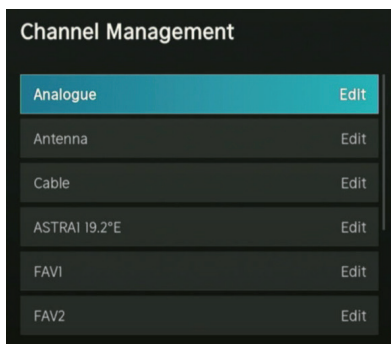 Channel Management
Analogue Edit
Antenna Edit
Cable Edit
ASTRA1 19.2°E Edit
FAV1 Edit
FAV2 Edit